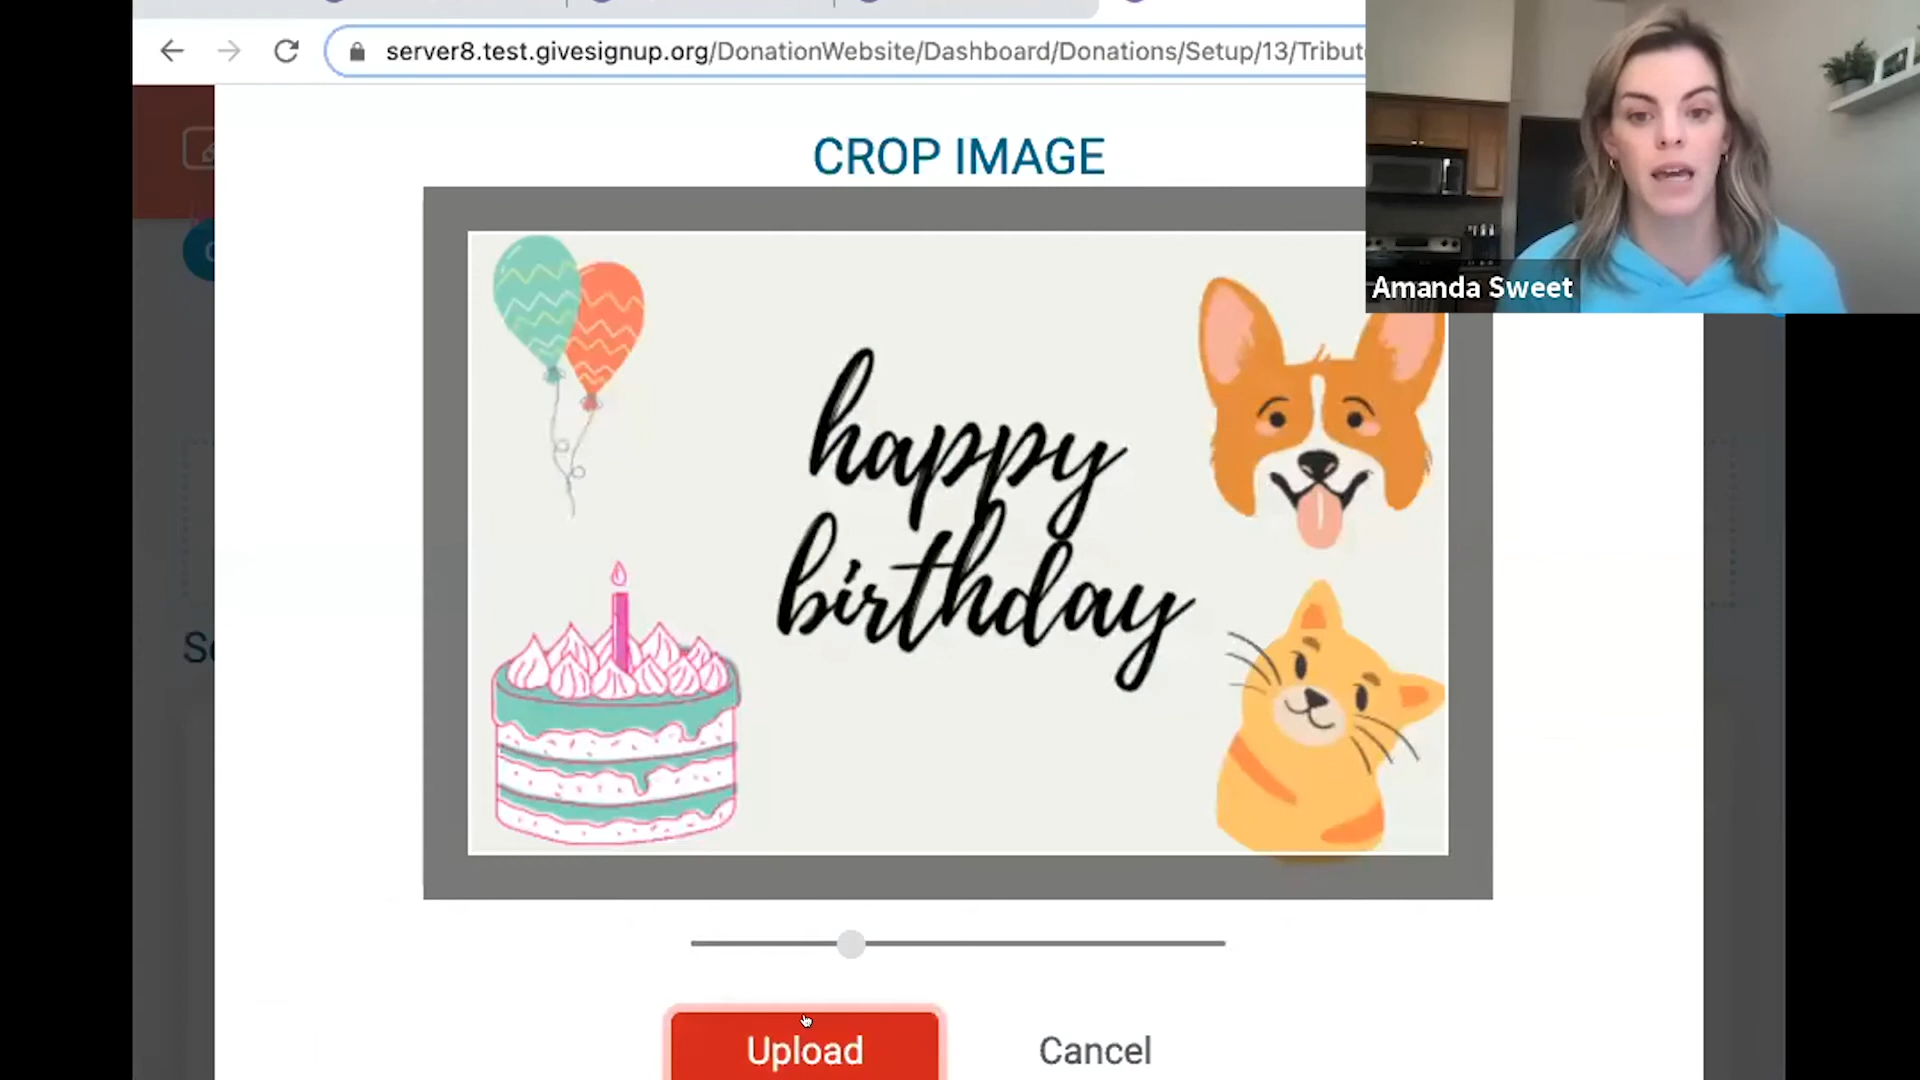 server8.test.givesignup.org/DonationWebsite/Dashboard/Donations/Setup/13/Tribut
CROP IMAGE
Amanda Sweet
happy
birthday
Upload
Cancel